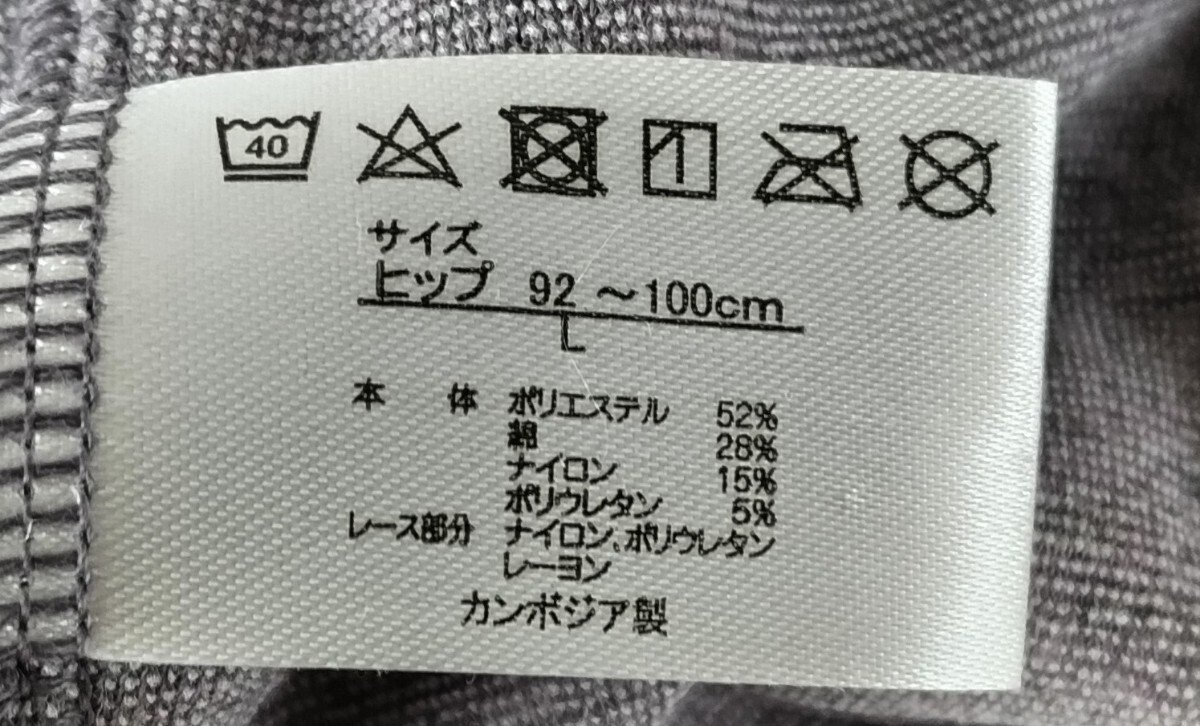 40
サイズ
ヒップ 92 ～100cm
L
本 体 ポリエステル 52%
綿 28%
ナイロン 15%
ポリウレタン 5%
レース部分 ナイロン、ポリウレタン
レーヨン
カンボジア製